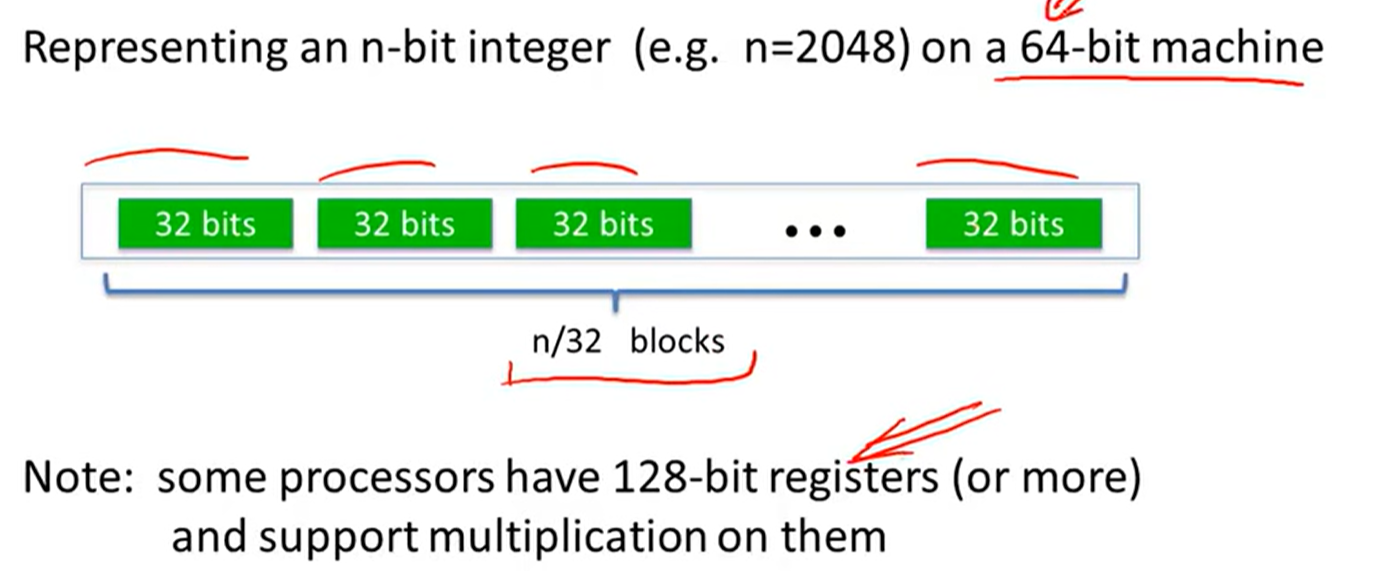 Representing an n-bit integer (e.g. n=2048) on a 64-bit machine
32 bits 32 bits 32 bits ... 32 bits
n/32 blocks
Note: some processors have 128-bit registers (or more)
and support multiplication on them